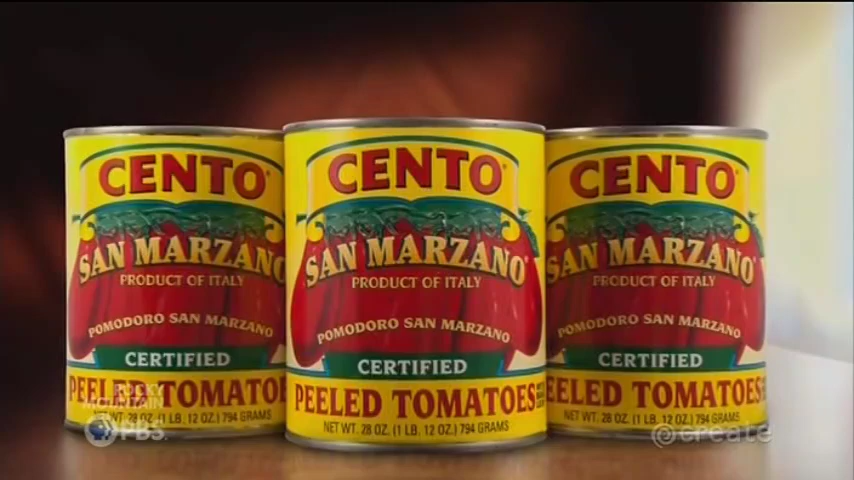 CENTO®
SAN MARZANO
PRODUCT OF ITALY
POMODORO SAN MARZANO
CERTIFIED
PEELED TOMATOES
NET WT. 28 OZ. (1 LB. 12 OZ.) 794 GRAMS
CENTO®
SAN MARZANO®
PRODUCT OF ITALY
POMODORO SAN MARZANO
CERTIFIED
PEELED TOMATOES
NET WT. 28 OZ. (1 LB. 12 OZ.) 794 GRAMS
CENTO®
SAN MARZANO®
PRODUCT OF ITALY
POMODORO SAN MARZANO
CERTIFIED
PEELED TOMATOES
NET WT. 28 OZ. (1 LB. 12 OZ.) 794 GRAMS
ROCKY
MOUNTAIN
PBS
create